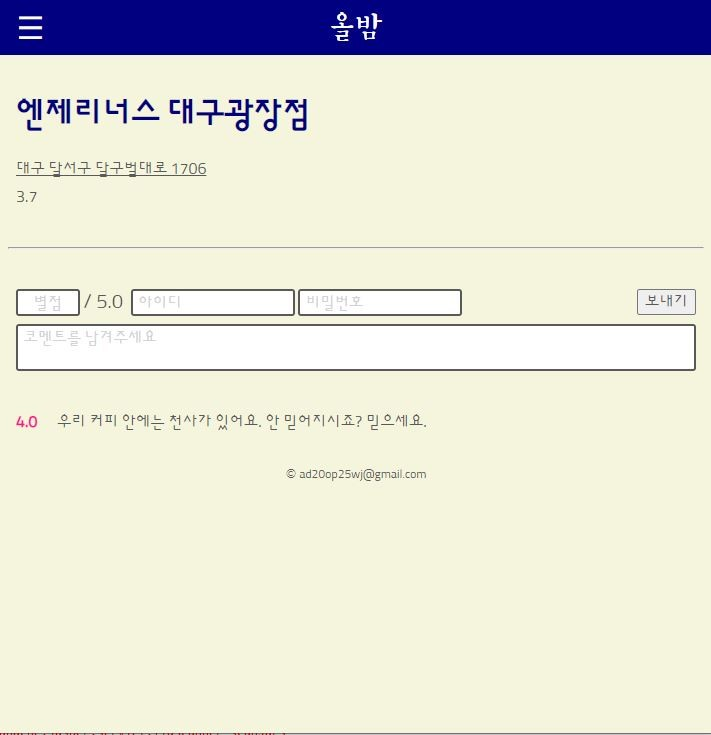 올밤
엔제리너스 대구광장점
대구 달서구 달구벌대로 1706
3.7
별점 / 5.0 아이디 비밀번호 보내기
코멘트를 남겨주세요
4.0 우리 커피 안에는 천사가 있어요. 안 믿어지시죠? 믿으세요.
© ad20op25wj@gmail.com